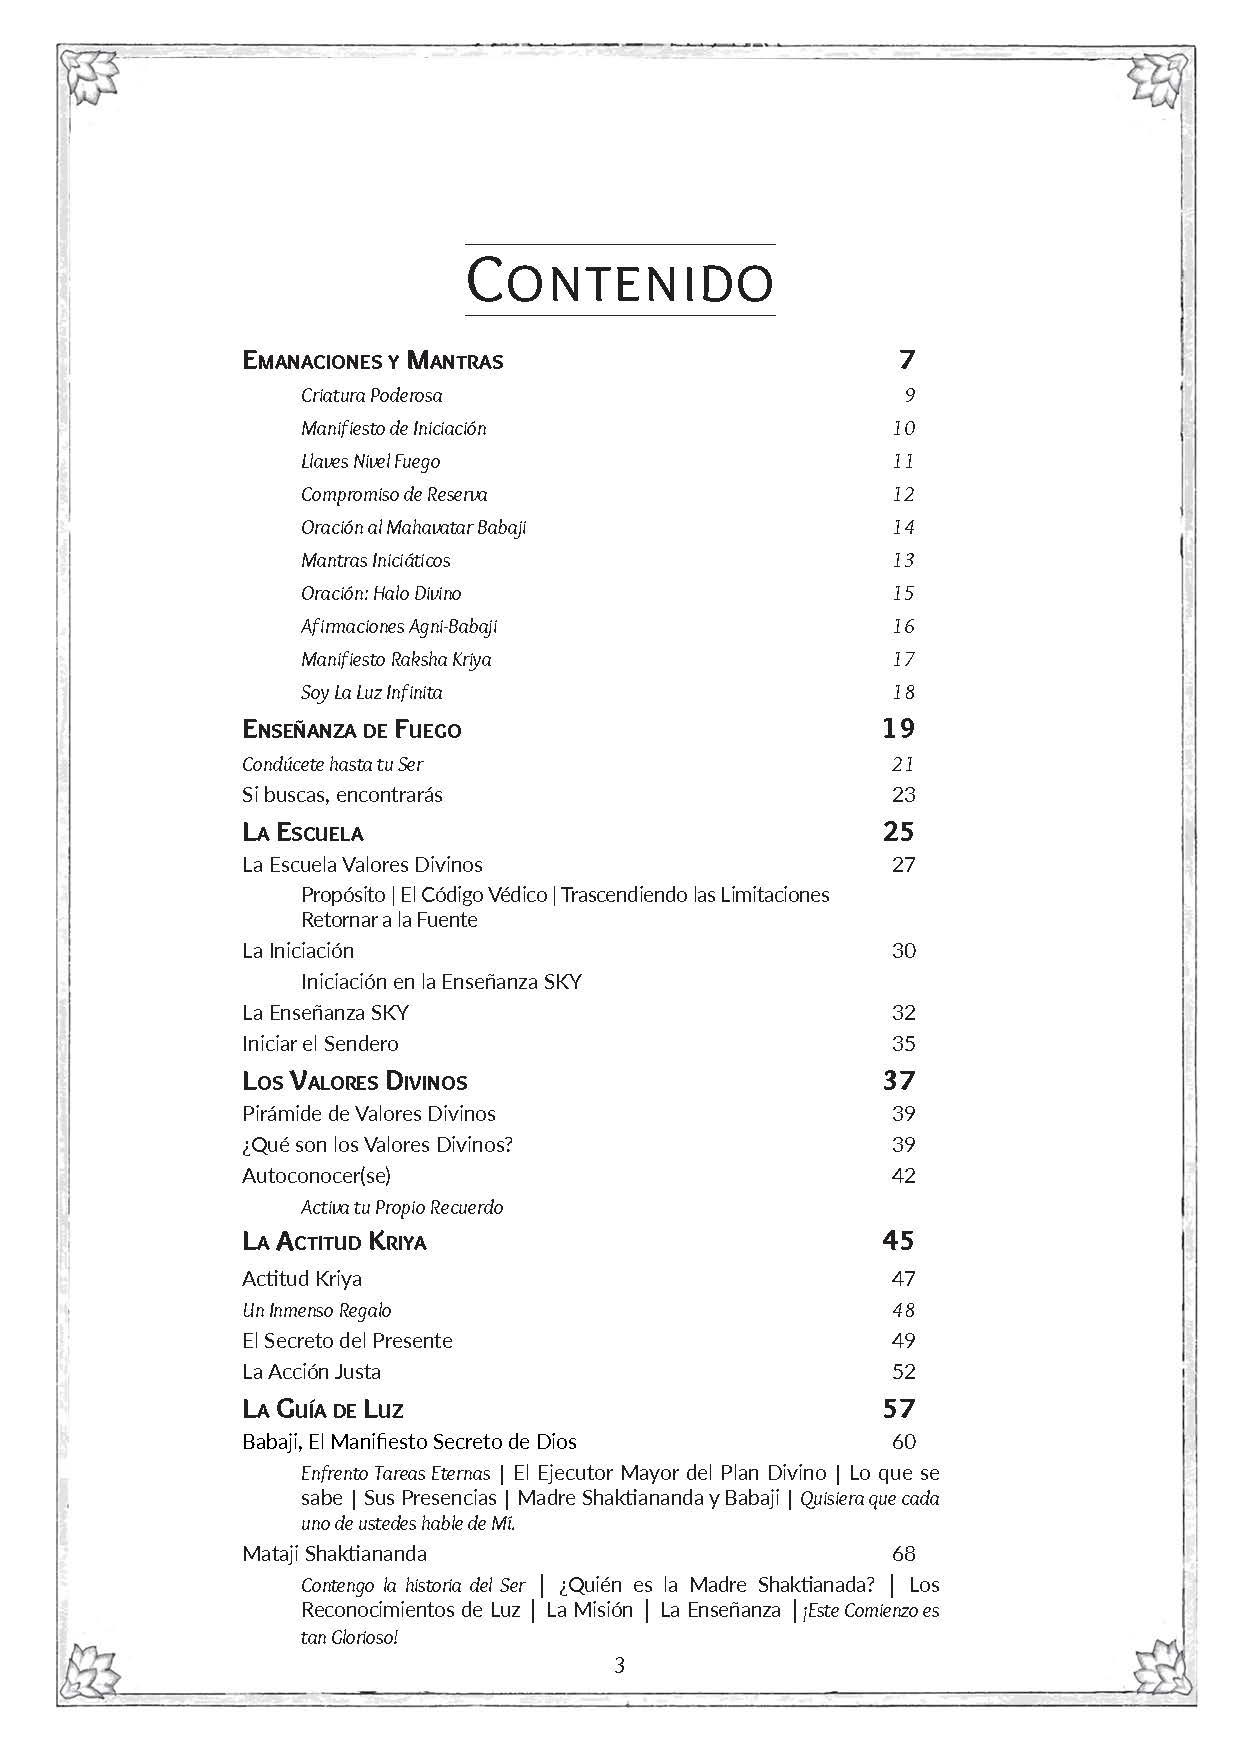 Contenido
Emanaciones y Mantras 7
Criatura Poderosa 9
Manifiesto de Iniciación 10
Llaves Nivel Fuego 11
Compromiso de Reserva 12
Oración al Mahavatar Babaji 14
Mantras Iniciáticos 13
Oración: Halo Divino 15
Afirmaciones Agni-Babaji 16
Manifiesto Raksha Kriya 17
Soy La Luz Infinita 18
Enseñanza de Fuego 19
Condúcete hasta tu Ser 21
Si buscas, encontrarás 23
La Escuela 25
La Escuela Valores Divinos 27
Propósito | El Código Védico | Trascendiendo las Limitaciones
Retornar a la Fuente
La Iniciación 30
Iniciación en la Enseñanza SKY
La Enseñanza SKY 32
Iniciar el Sendero 35
Los Valores Divinos 37
Pirámide de Valores Divinos 39
¿Qué son los Valores Divinos? 39
Autoconocer(se) 42
Activa tu Propio Recuerdo
La Actitud Kriya 45
Actitud Kriya 47
Un Inmenso Regalo 48
El Secreto del Presente 49
La Acción Justa 52
La Guía de Luz 57
Babaji, El Manifiesto Secreto de Dios 60
Enfrento Tareas Eternas | El Ejecutor Mayor del Plan Divino | Lo que se
sabe | Sus Presencias | Madre Shaktiananda y Babaji | Quisiera que cada
uno de ustedes hable de Mí.
Mataji Shaktiananda 68
Contengo la historia del Ser | ¿Quién es la Madre Shaktianada? | Los
Reconocimientos de Luz | La Misión | La Enseñanza | ¡Este Comienzo es
tan Glorioso!
3